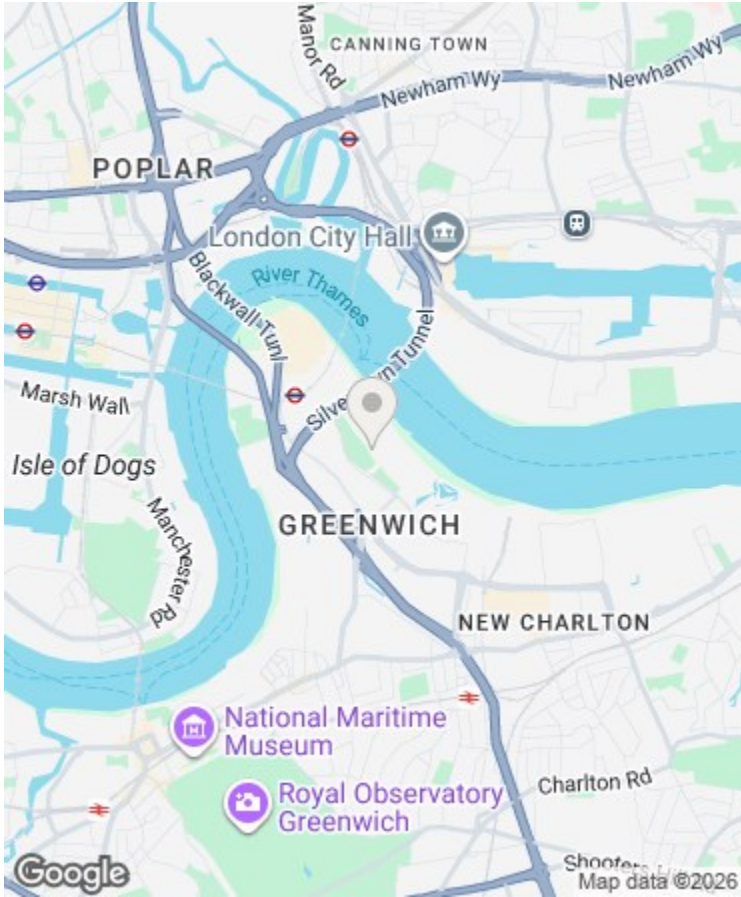 Manor Rd
CANNING TOWN
Newham Wy
Newham Wy
POPLAR
London City Hall
Blackwall Tunl
River Thames
Silvertown Tunnel
Marsh Wall
Isle of Dogs
Manchester Rd
GREENWICH
NEW CHARLTON
National Maritime
Museum
Royal Observatory
Greenwich
Charlton Rd
Google
Map data ©2026